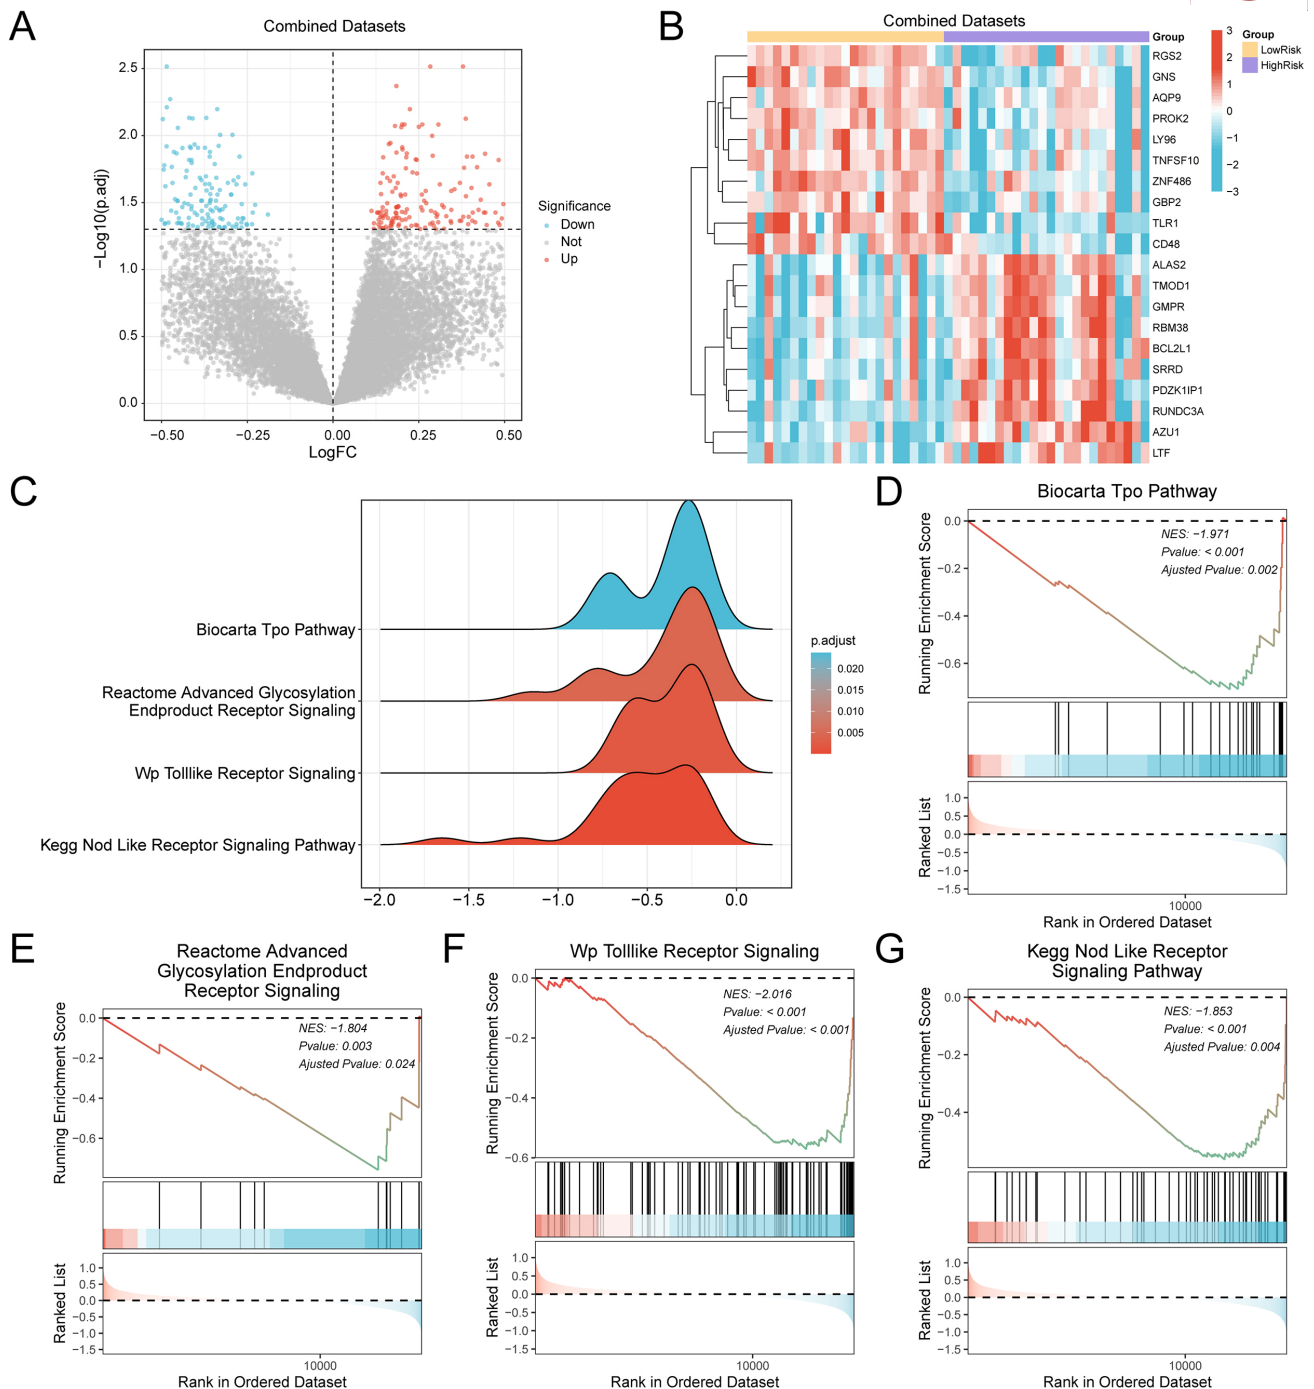 A
Combined Datasets
−Log10(p.adj)
2.5
2.0
1.5
1.0
0.5
0.0
−0.50
−0.25
0.00
0.25
0.50
LogFC
Significance
Down
Not
Up
B
Combined Datasets
Group
RGS2
GNS
AQP9
PROK2
LY96
TNFSF10
ZNF486
GBP2
TLR1
CD48
ALAS2
TMOD1
GMPR
RBM38
BCL2L1
SRRD
PDZK1IP1
RUNDC3A
AZU1
LTF
3
2
1
0
−1
−2
−3
Group
LowRisk
HighRisk
C
Biocarta Tpo Pathway
Reactome Advanced Glycosylation
Endproduct Receptor Signaling
Wp Tolllike Receptor Signaling
Kegg Nod Like Receptor Signaling Pathway
−2.0
−1.5
−1.0
−0.5
0.0
p.adjust
0.020
0.015
0.010
0.005
D
Biocarta Tpo Pathway
Running Enrichment Score
0.0
−0.2
−0.4
−0.6
NES: −1.971
Pvalue: < 0.001
Ajusted Pvalue: 0.002
Ranked List
1.0
0.5
0.0
−0.5
−1.0
−1.5
10000
Rank in Ordered Dataset
E
Reactome Advanced
Glycosylation Endproduct
Receptor Signaling
Running Enrichment Score
0.0
−0.2
−0.4
−0.6
NES: −1.804
Pvalue: 0.003
Ajusted Pvalue: 0.024
Ranked List
1.0
0.5
0.0
−0.5
−1.0
−1.5
10000
Rank in Ordered Dataset
F
Wp Tolllike Receptor Signaling
Running Enrichment Score
0.0
−0.2
−0.4
−0.6
NES: −2.016
Pvalue: < 0.001
Ajusted Pvalue: < 0.001
Ranked List
1.0
0.5
0.0
−0.5
−1.0
−1.5
10000
Rank in Ordered Dataset
G
Kegg Nod Like Receptor
Signaling Pathway
Running Enrichment Score
0.0
−0.2
−0.4
NES: −1.853
Pvalue: < 0.001
Ajusted Pvalue: 0.004
Ranked List
1.0
0.5
0.0
−0.5
−1.0
−1.5
10000
Rank in Ordered Dataset